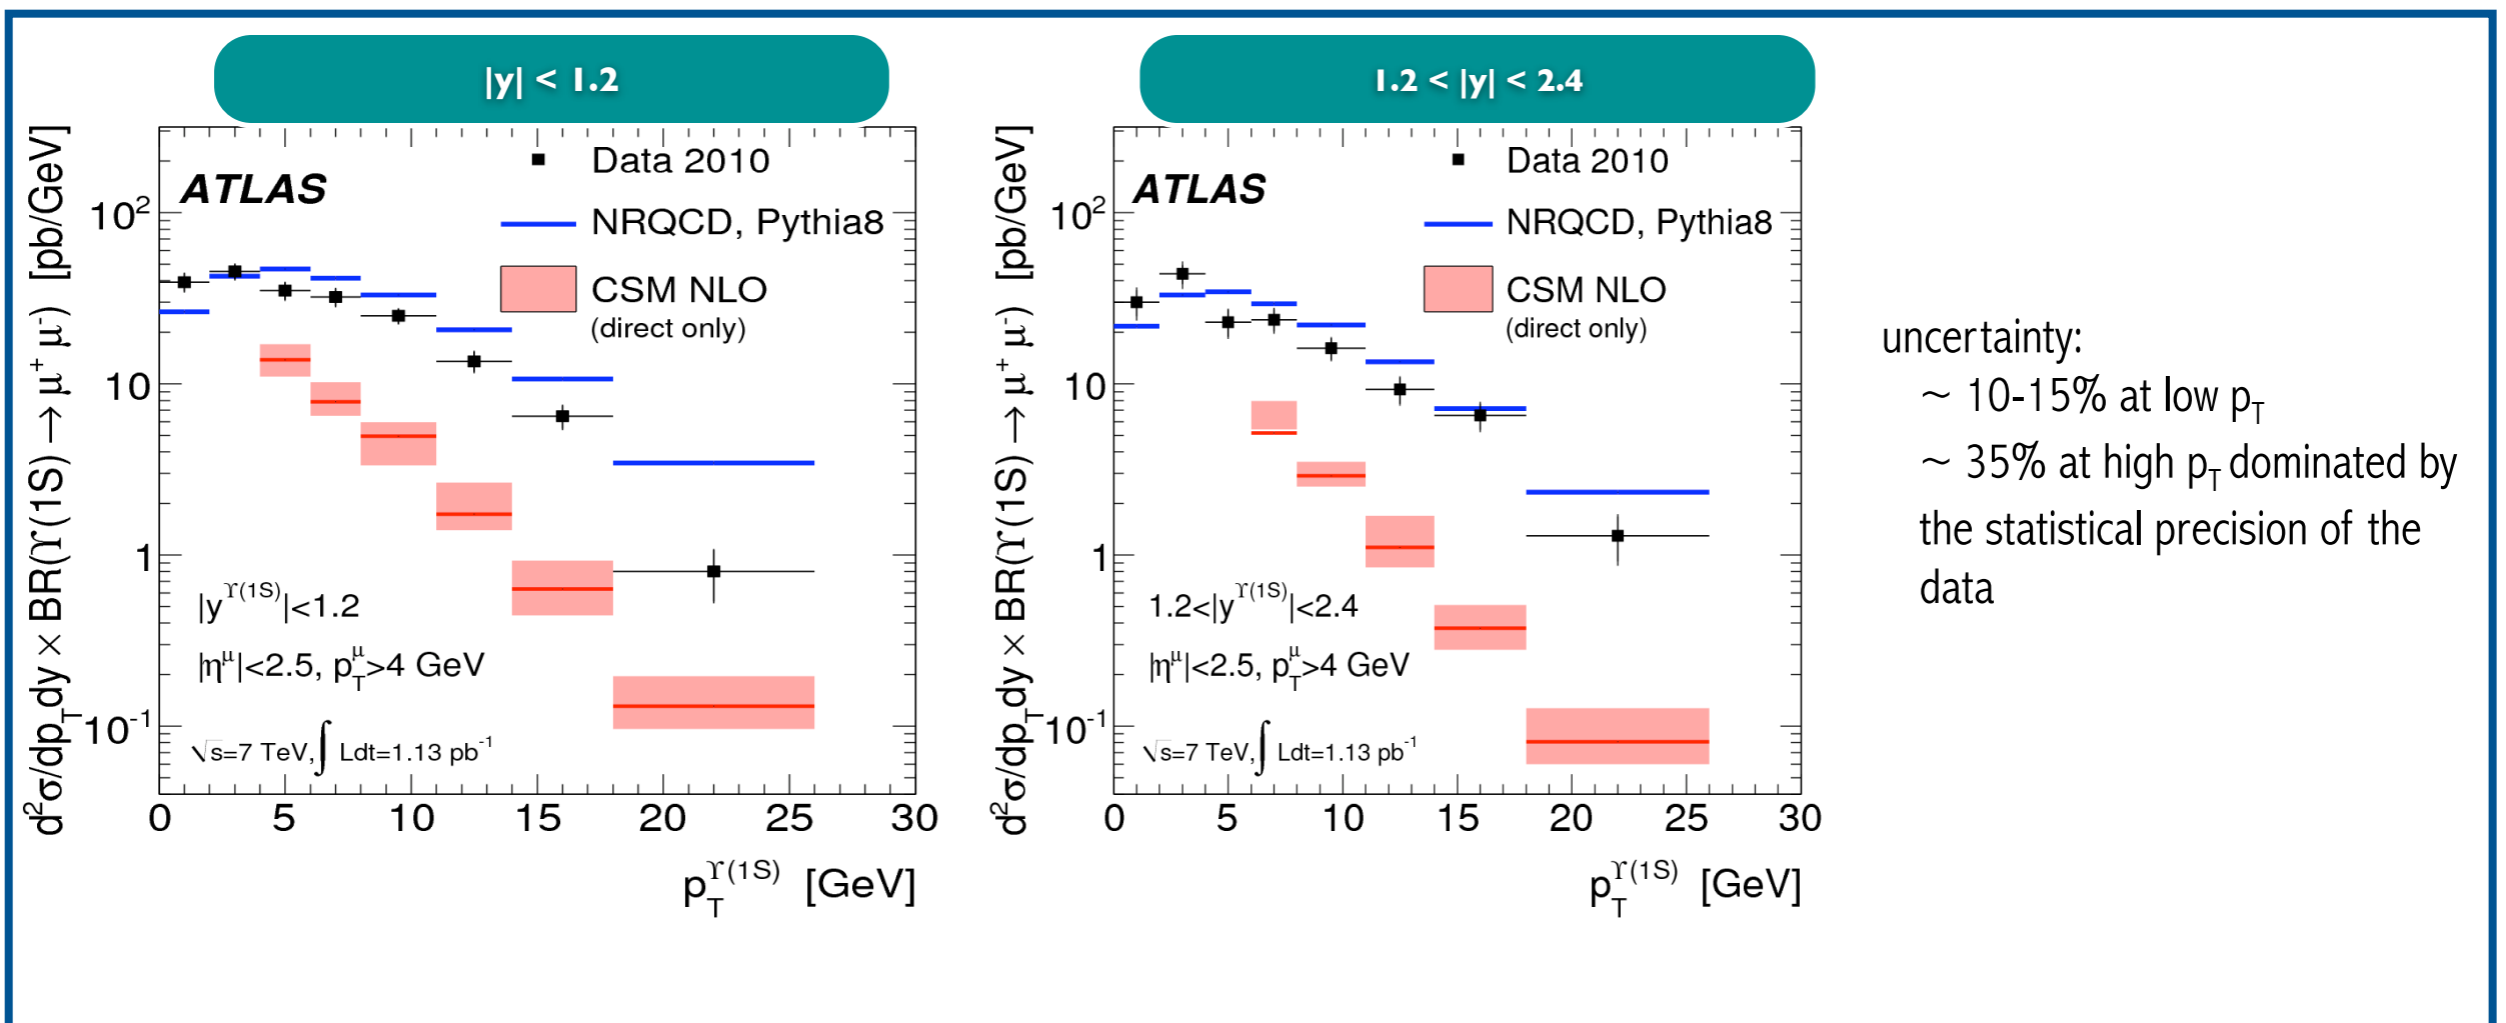 |y| < 1.2
d²σ/dp_T dy × BR(ϒ(1S) → μ⁺ μ⁻) [pb/GeV]
ATLAS
Data 2010
NRQCD, Pythia8
CSM NLO
(direct only)
10²
10
1
10⁻¹
|y^ϒ(1S)|<1.2
|η^μ|<2.5, p_T^μ>4 GeV
√s=7 TeV, ∫ Ldt=1.13 pb⁻¹
0 5 10 15 20 25 30
p_T^ϒ(1S) [GeV]
1.2 < |y| < 2.4
d²σ/dp_T dy × BR(ϒ(1S) → μ⁺ μ⁻) [pb/GeV]
ATLAS
Data 2010
NRQCD, Pythia8
CSM NLO
(direct only)
10²
10
1
10⁻¹
1.2<|y^ϒ(1S)|<2.4
|η^μ|<2.5, p_T^μ>4 GeV
√s=7 TeV, ∫ Ldt=1.13 pb⁻¹
0 5 10 15 20 25 30
p_T^ϒ(1S) [GeV]
uncertainty:
~ 10-15% at low p_T
~ 35% at high p_T dominated by
the statistical precision of the
data